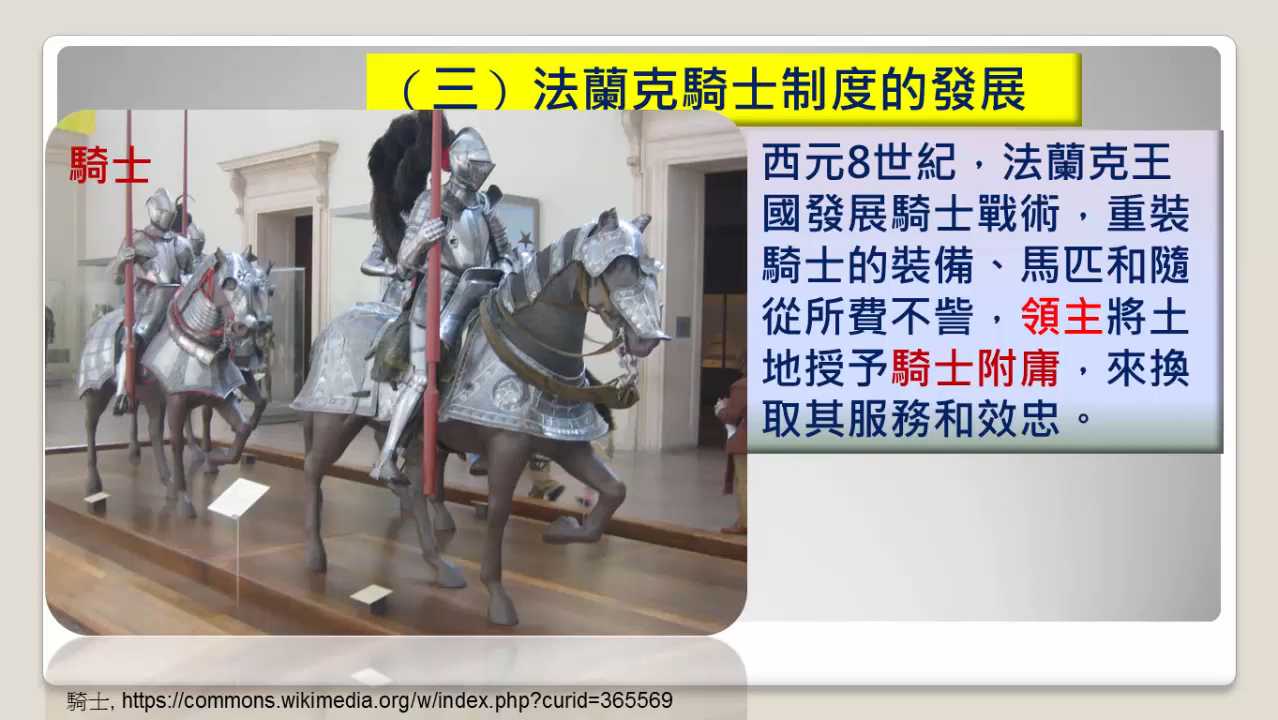 （三）法蘭克騎士制度的發展
騎士
西元8世紀，法蘭克王
國發展騎士戰術，重裝
騎士的裝備、馬匹和隨
從所費不訾，領主將土
地授予騎士附庸，來換
取其服務和效忠。
騎士, https://commons.wikimedia.org/w/index.php?curid=365569